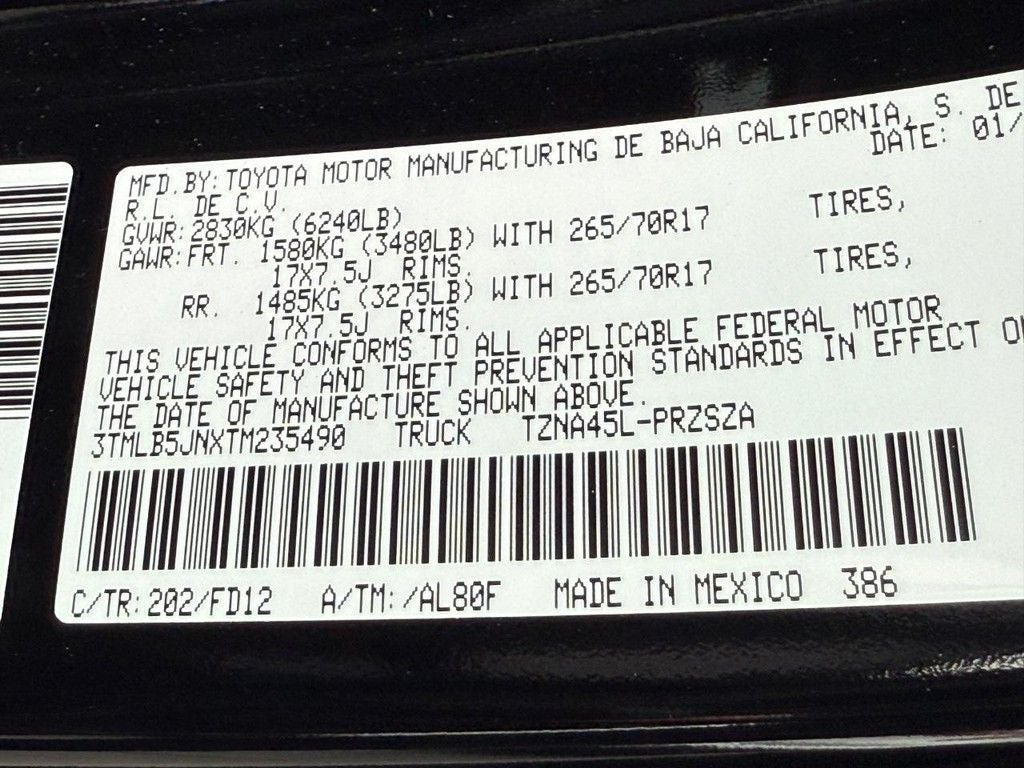 MFD.BY:TOYOTA MOTOR MANUFACTURING DE BAJA CALIFORNIA, S. DE
R.L. DE C.V. DATE: 01/
GVWR:2830KG (6240LB)
GAWR:FRT. 1580KG (3480LB) WITH 265/70R17 TIRES,
17X7.5J RIMS.
RR. 1485KG (3275LB) WITH 265/70R17 TIRES,
17X7.5J RIMS.
THIS VEHICLE CONFORMS TO ALL APPLICABLE FEDERAL MOTOR
VEHICLE SAFETY AND THEFT PREVENTION STANDARDS IN EFFECT
THE DATE OF MANUFACTURE SHOWN ABOVE.
3TMLB5JNXTM235490 TRUCK TZNA45L-PRZSZA
C/TR:202/FD12 A/TM:/AL80F MADE IN MEXICO 386